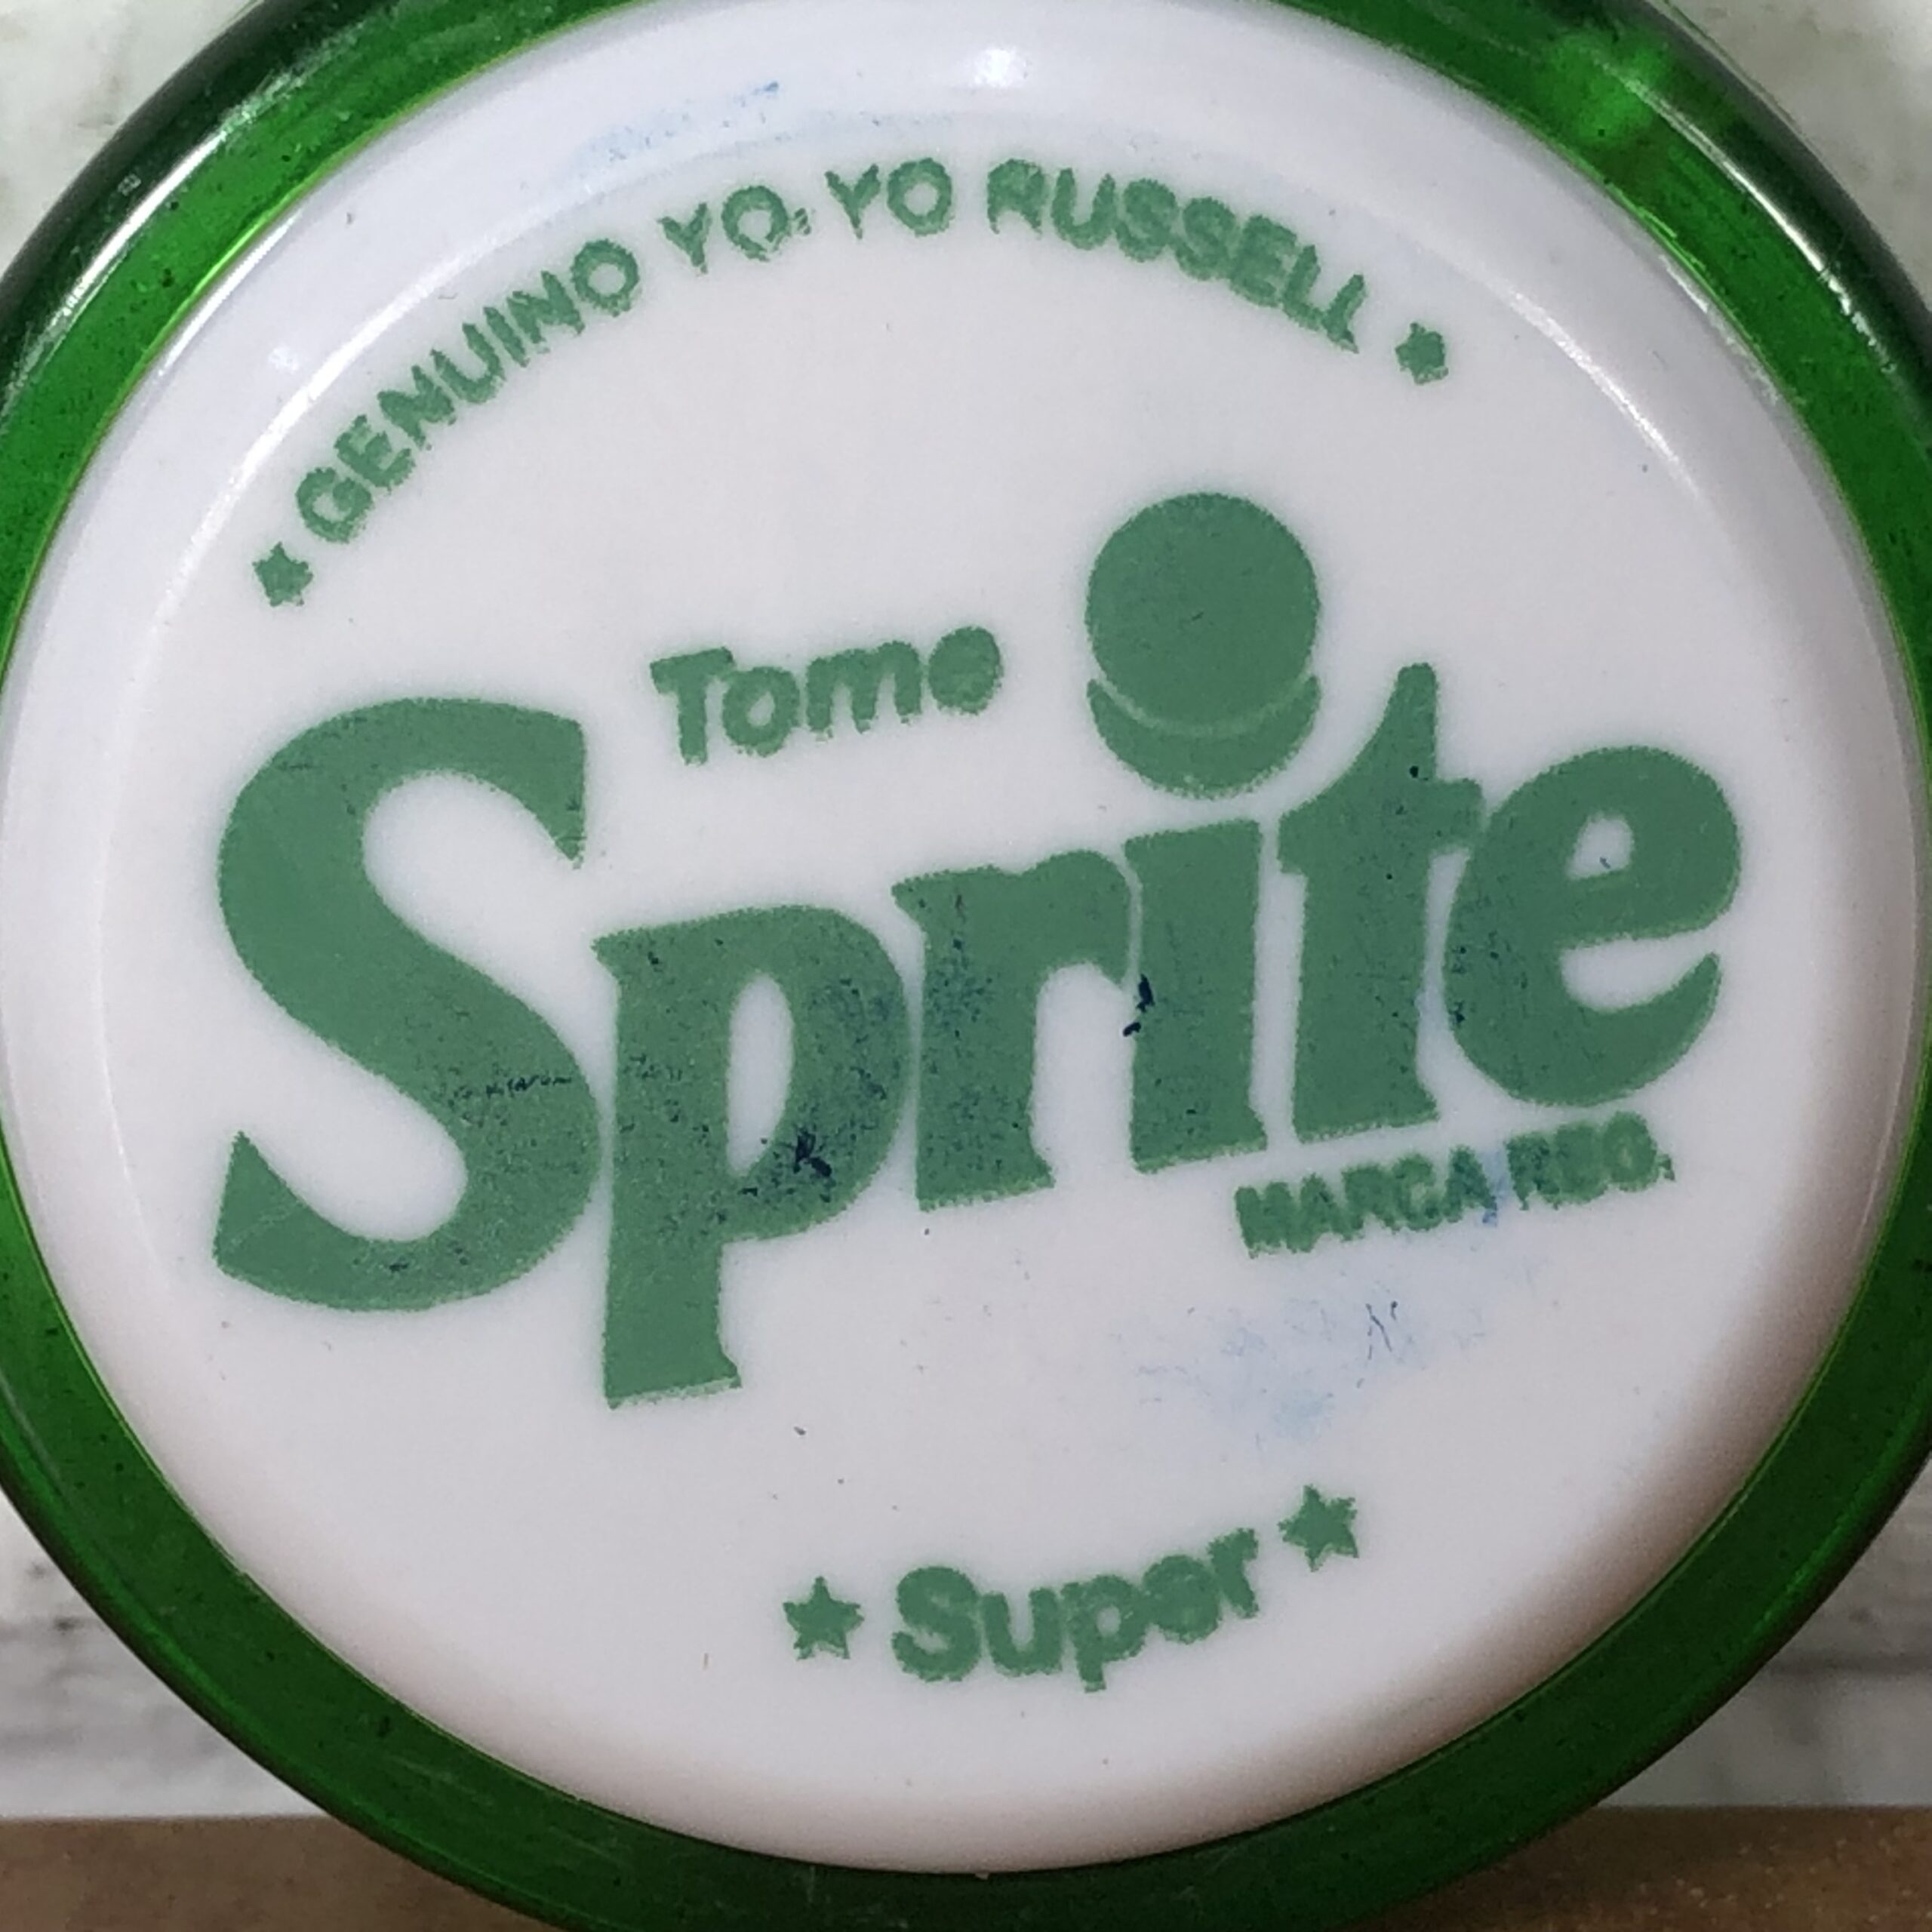 ★ GENUINO YO-YO RUSSELL ★
Tome
Sprite
MARCA REG.
★ Super ★